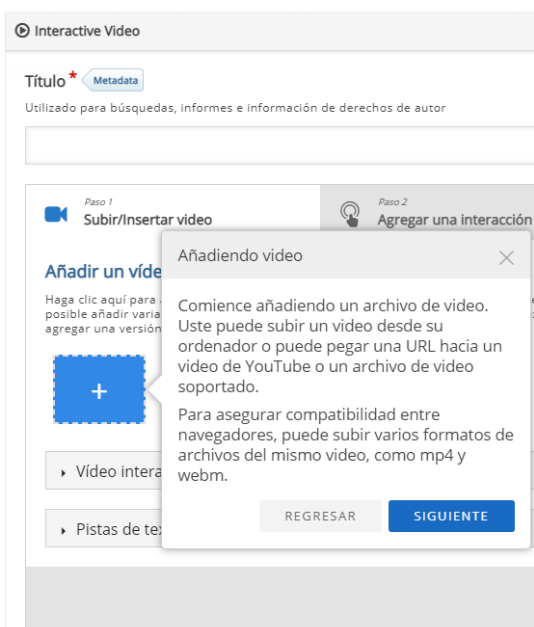 Interactive Video
Título * Metadata
Utilizado para búsquedas, informes e información de derechos de autor
Paso 1
Subir/Insertar video
Paso 2
Agregar una interacción
Añadir un víde
Haga clic aquí para
posible añadir varia
agregar una versión
+
Vídeo intera
Pistas de te
Añadiendo video
Comience añadiendo un archivo de video.
Uste puede subir un video desde su
ordenador o puede pegar una URL hacia un
video de YouTube o un archivo de video
soportado.
Para asegurar compatibilidad entre
navegadores, puede subir varios formatos de
archivos del mismo video, como mp4 y
webm.
REGRESAR
SIGUIENTE